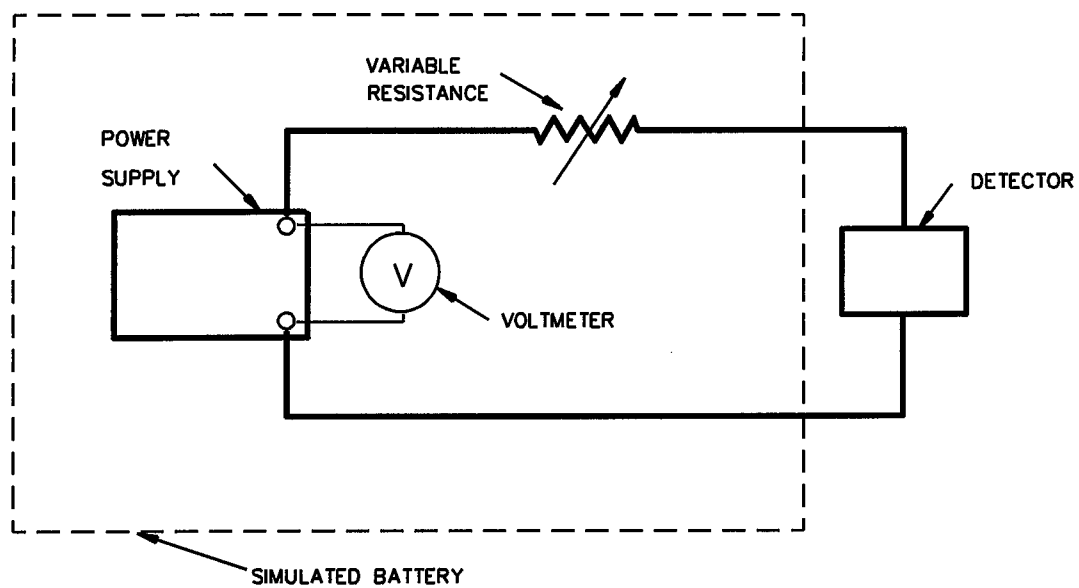 VARIABLE
RESISTANCE
POWER
SUPPLY
DETECTOR
V
VOLTMETER
SIMULATED BATTERY